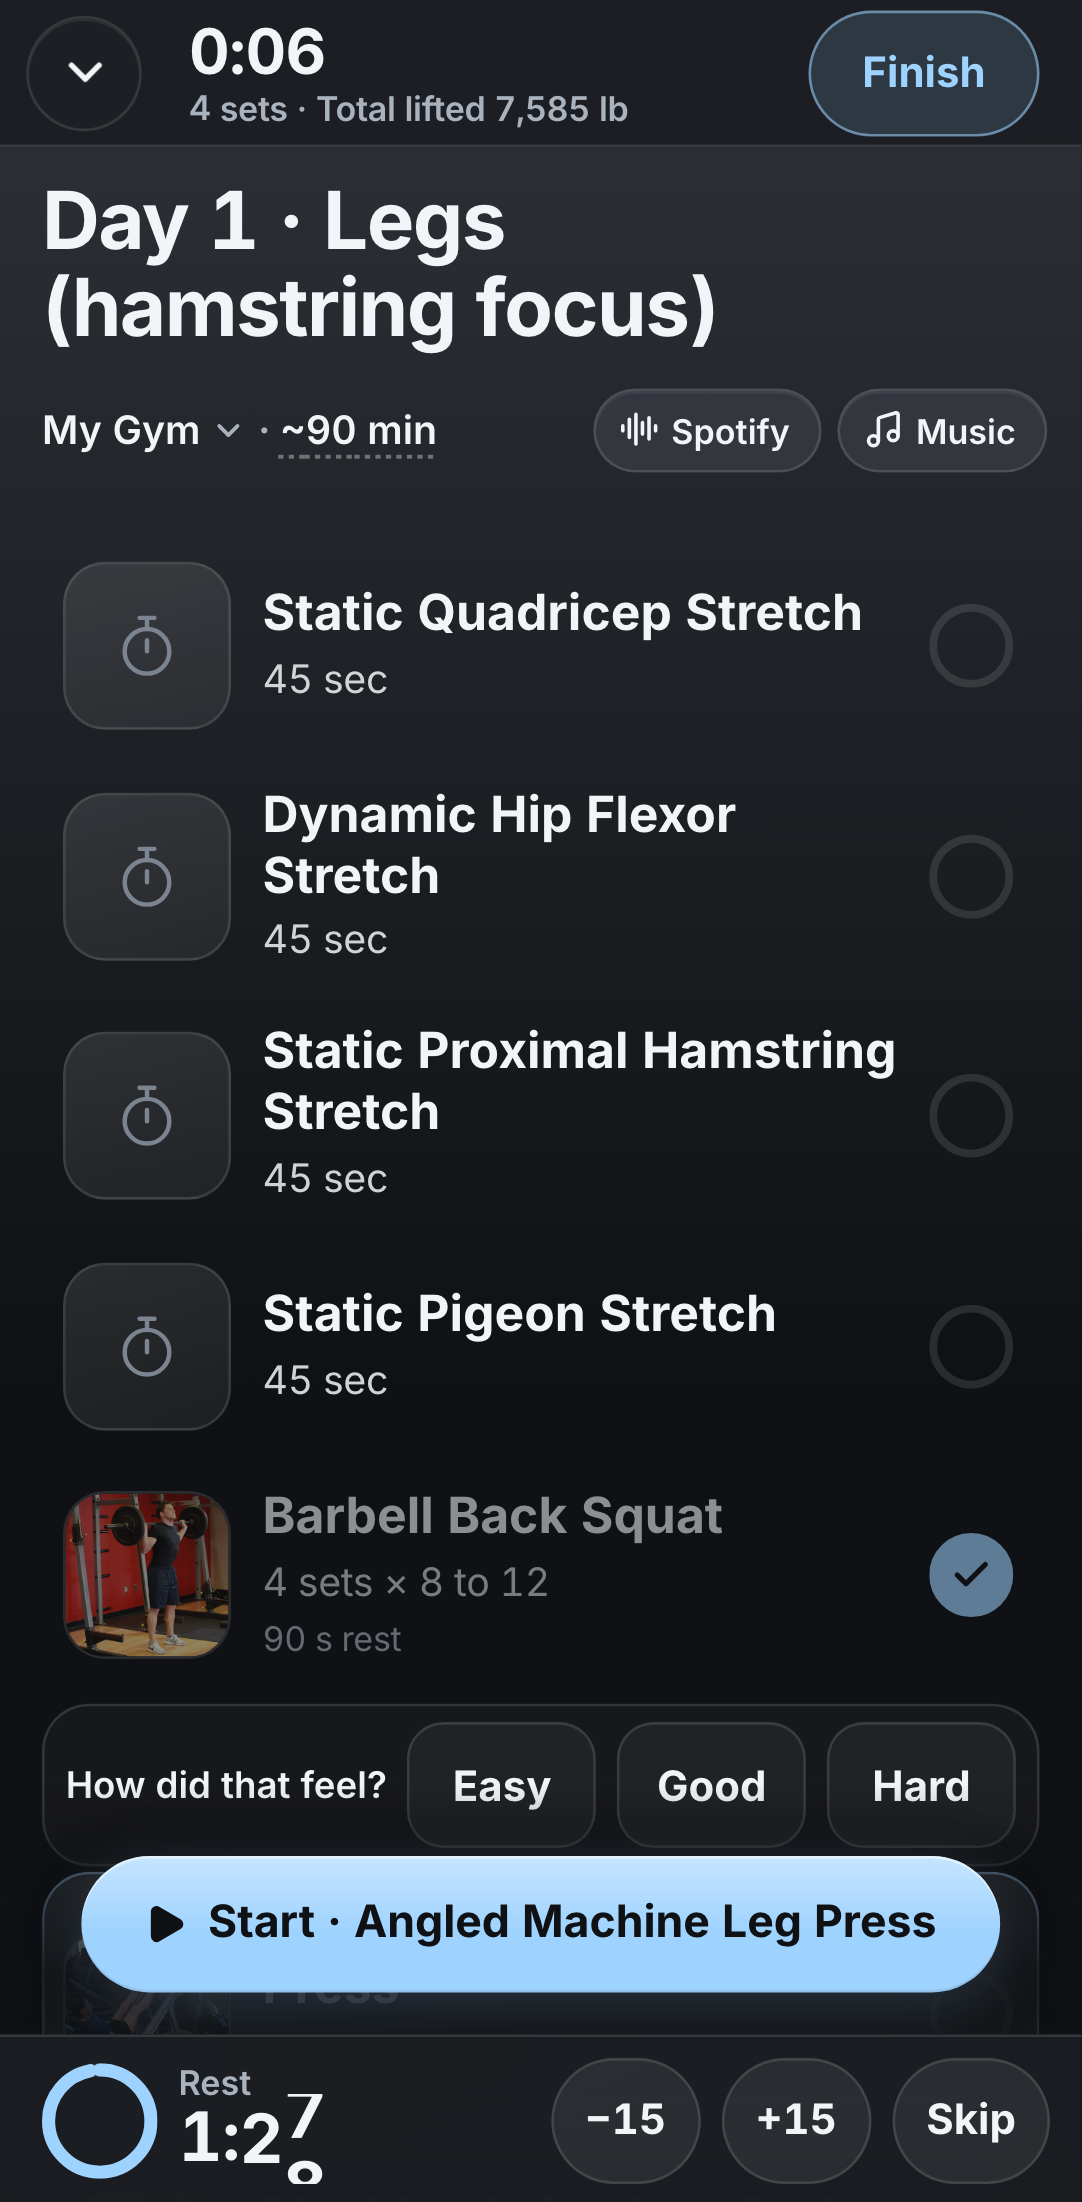 0:06
4 sets · Total lifted 7,585 lb
Finish
Day 1 · Legs
(hamstring focus)
My Gym · ~90 min
Spotify
Music
Static Quadricep Stretch
45 sec
Dynamic Hip Flexor
Stretch
45 sec
Static Proximal Hamstring
Stretch
45 sec
Static Pigeon Stretch
45 sec
Barbell Back Squat
4 sets × 8 to 12
90 s rest
How did that feel?
Easy
Good
Hard
Start · Angled Machine Leg Press
Press
Rest
1:27
−15
+15
Skip